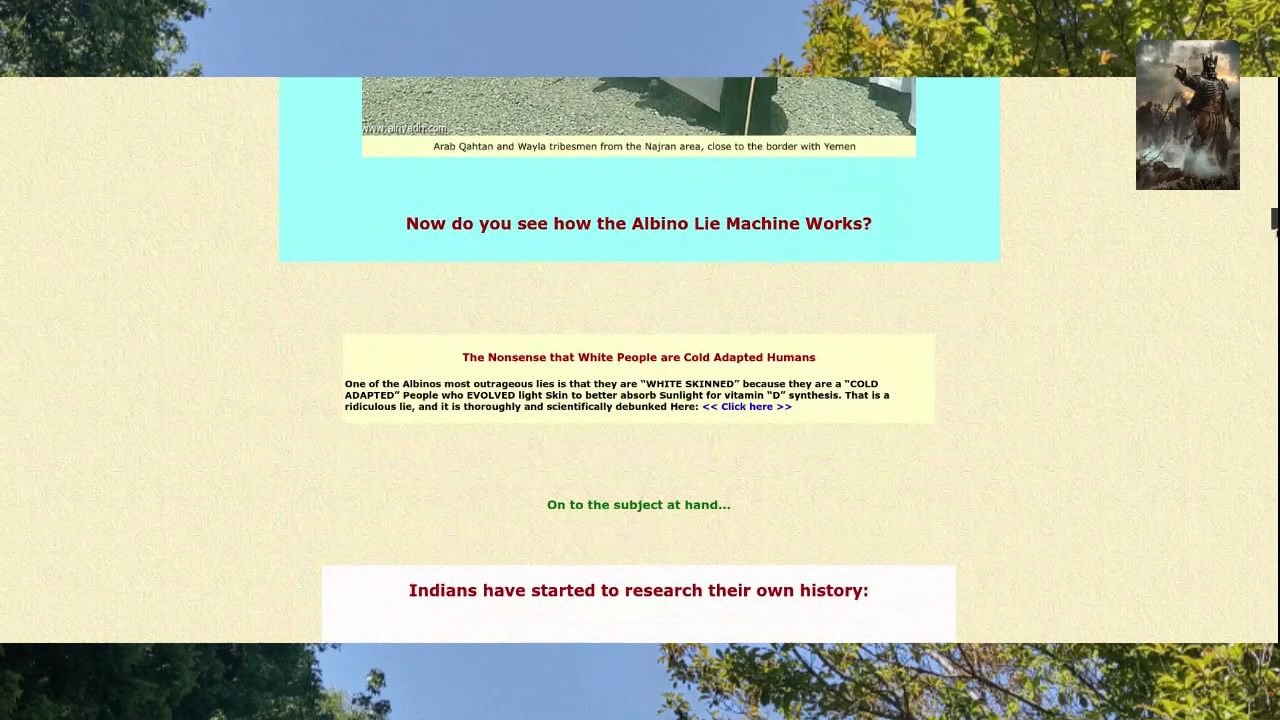 www.alriyadh.com
Arab Qahtan and Wayla tribesmen from the Najran area, close to the border with Yemen
Now do you see how the Albino Lie Machine Works?
The Nonsense that White People are Cold Adapted Humans
One of the Albinos most outrageous lies is that they are “WHITE SKINNED” because they are a “COLD
ADAPTED” People who EVOLVED light Skin to better absorb Sunlight for vitamin “D” synthesis. That is a
ridiculous lie, and it is thoroughly and scientifically debunked Here: << Click here >>
On to the subject at hand...
Indians have started to research their own history: